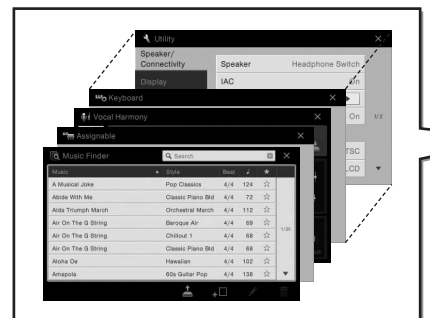 Utility
Speaker/
Connectivity
Speaker Headphone Switch
Display
IAC On
Keyboard
On 1/2
Vocal Harmony
Assignable
LCD
Music Finder Search
Music Style Beat
A Musical Joke Pop Classics 4/4 124
Abide With Me Classic Piano Bld 4/4 72
Aida Triumph March Orchestral March 4/4 112
Air On The G String Baroque Air 4/4 69
Air On The G String Chillout 1 4/4 68
Air On The G String Classic Piano Bld 4/4 68
Aloha Oe Hawaiian 4/4 102
Amapola 60s Guitar Pop 4/4 138